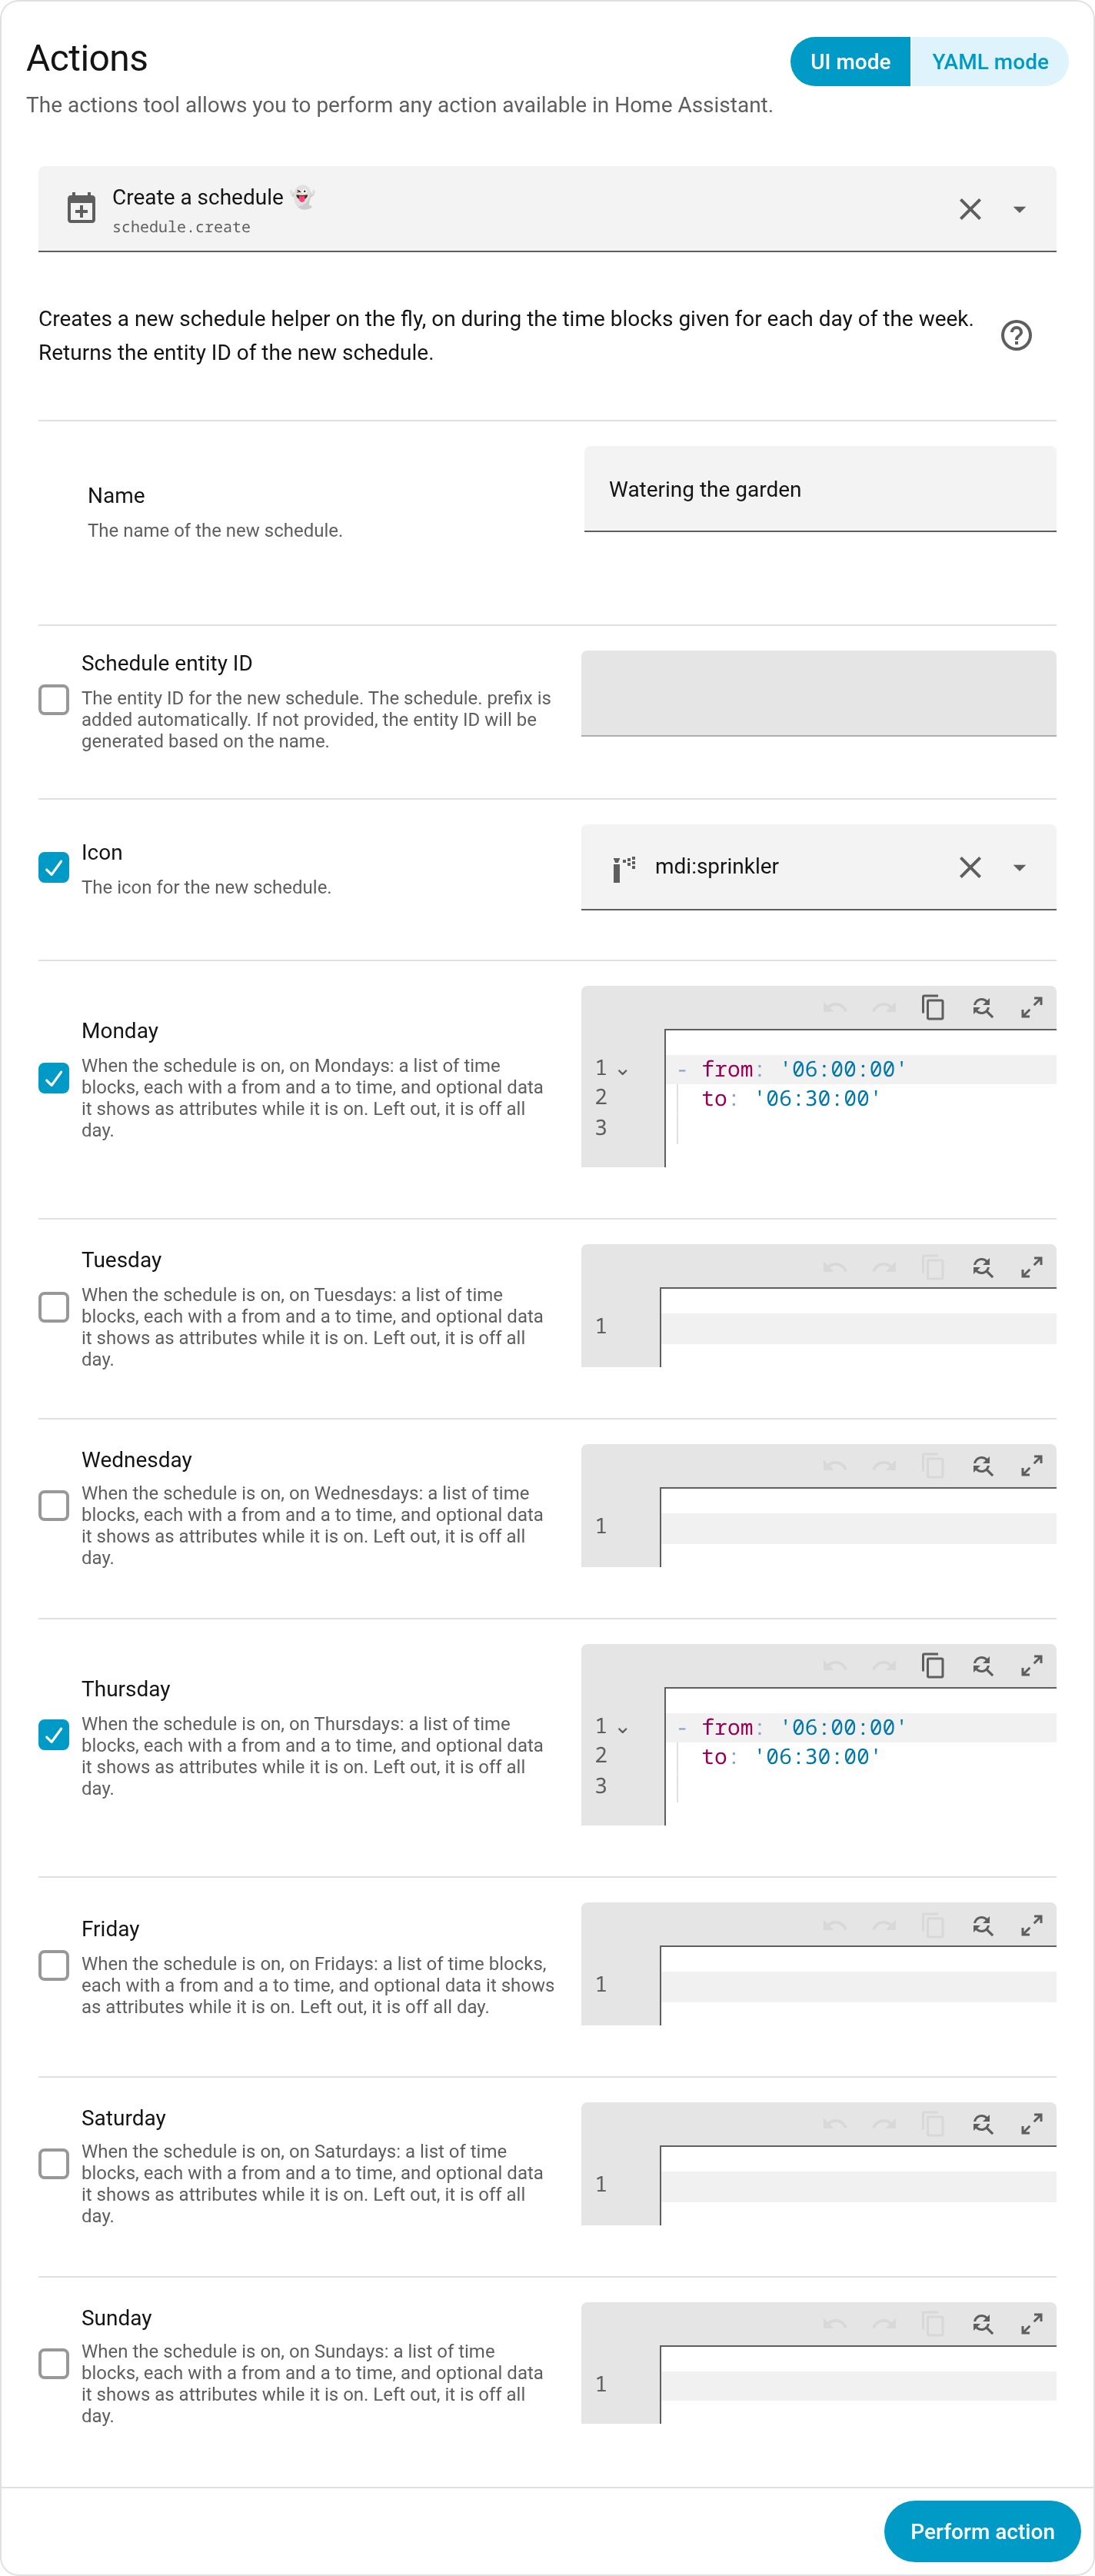 Actions
UI mode
YAML mode
The actions tool allows you to perform any action available in Home Assistant.
Create a schedule 👻
schedule.create
Creates a new schedule helper on the fly, on during the time blocks given for each day of the week.
Returns the entity ID of the new schedule.
Name
The name of the new schedule.
Watering the garden
Schedule entity ID
The entity ID for the new schedule. The schedule. prefix is
added automatically. If not provided, the entity ID will be
generated based on the name.
Icon
The icon for the new schedule.
mdi:sprinkler
Monday
When the schedule is on, on Mondays: a list of time
blocks, each with a from and a to time, and optional data
it shows as attributes while it is on. Left out, it is off all
day.
1 - from: '06:00:00'
2 to: '06:30:00'
3
Tuesday
When the schedule is on, on Tuesdays: a list of time
blocks, each with a from and a to time, and optional data
it shows as attributes while it is on. Left out, it is off all
day.
1
Wednesday
When the schedule is on, on Wednesdays: a list of time
blocks, each with a from and a to time, and optional data
it shows as attributes while it is on. Left out, it is off all
day.
1
Thursday
When the schedule is on, on Thursdays: a list of time
blocks, each with a from and a to time, and optional data
it shows as attributes while it is on. Left out, it is off all
day.
1 - from: '06:00:00'
2 to: '06:30:00'
3
Friday
When the schedule is on, on Fridays: a list of time blocks,
each with a from and a to time, and optional data it shows
as attributes while it is on. Left out, it is off all day.
1
Saturday
When the schedule is on, on Saturdays: a list of time
blocks, each with a from and a to time, and optional data
it shows as attributes while it is on. Left out, it is off all
day.
1
Sunday
When the schedule is on, on Sundays: a list of time
blocks, each with a from and a to time, and optional data
it shows as attributes while it is on. Left out, it is off all
day.
1
Perform action